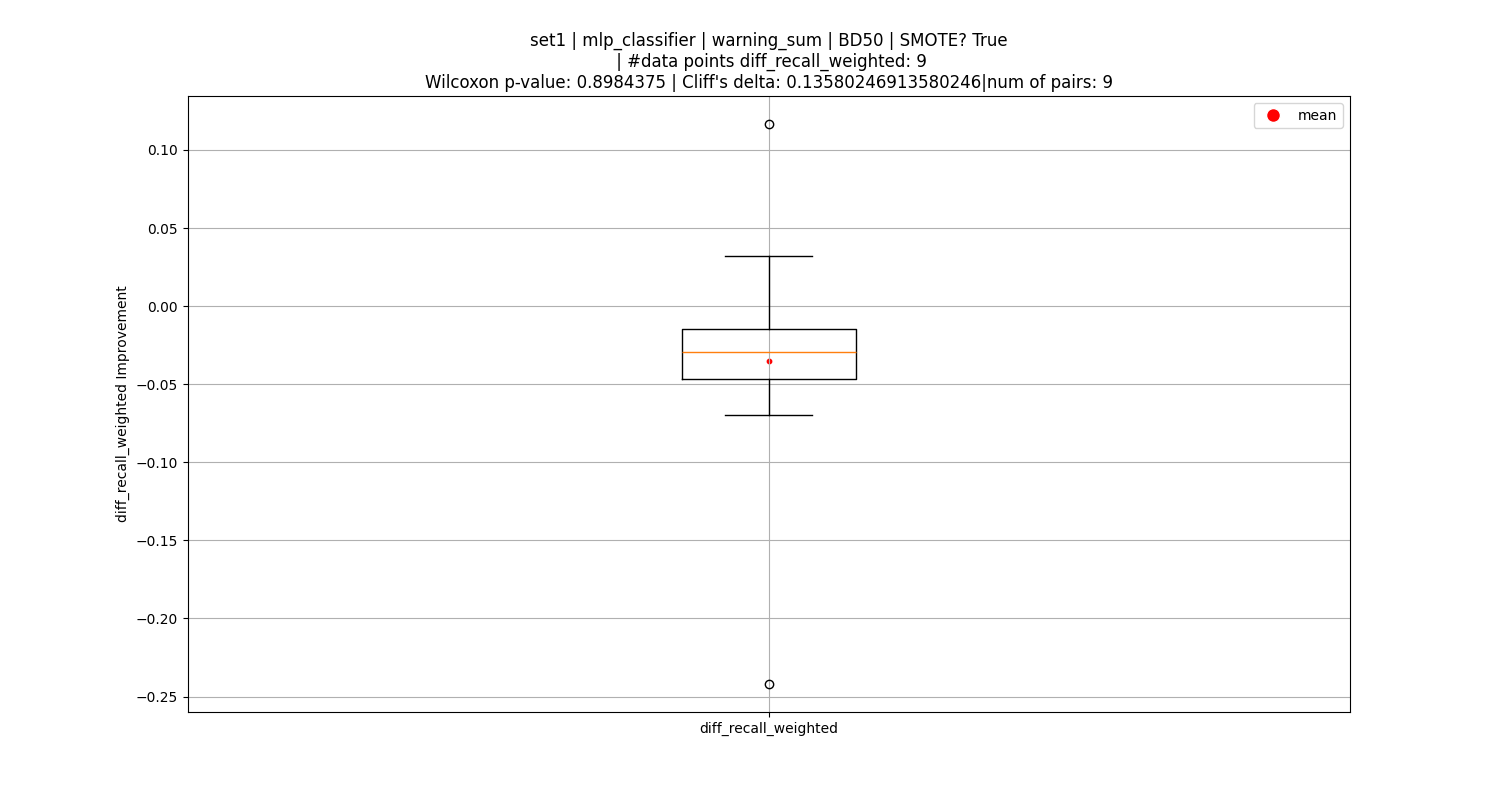 set1 | mlp_classifier | warning_sum | BD50 | SMOTE? True
| #data points diff_recall_weighted: 9
Wilcoxon p-value: 0.8984375 | Cliff's delta: 0.13580246913580246|num of pairs: 9
mean
0.10
0.05
0.00
−0.05
−0.10
−0.15
−0.20
−0.25
diff_recall_weighted Improvement
diff_recall_weighted